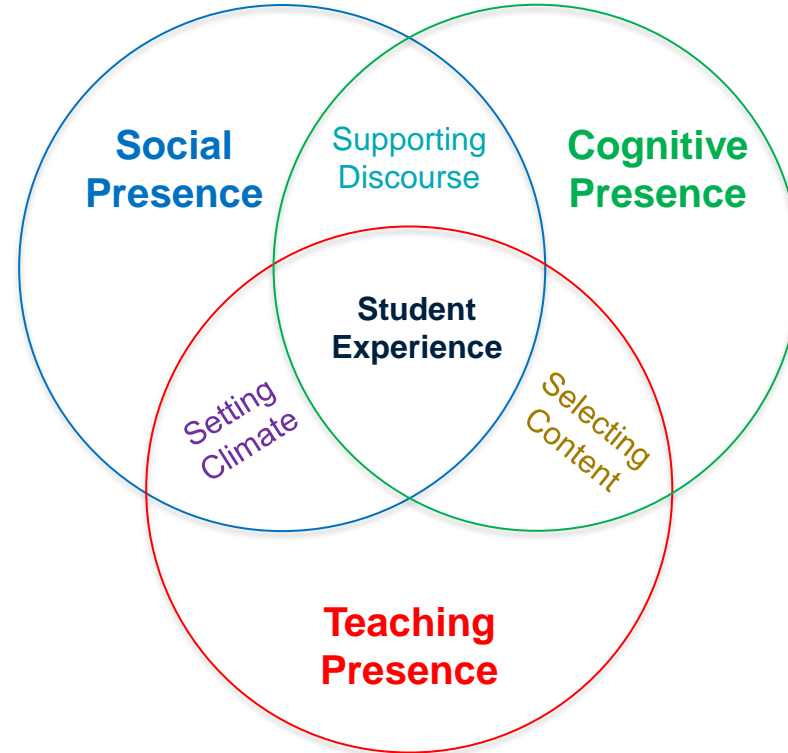 Social
Presence
Supporting
Discourse
Cognitive
Presence
Student
Experience
Setting
Climate
Selecting
Content
Teaching
Presence